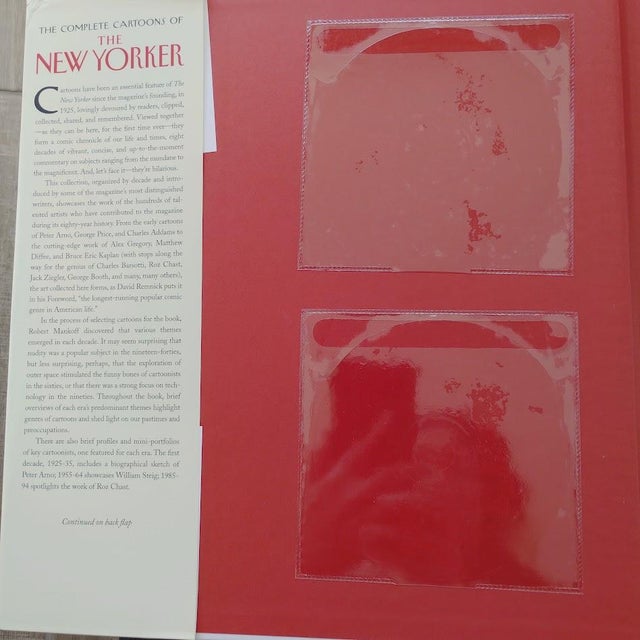 THE COMPLETE CARTOONS OF
THE
NEW YORKER
Cartoons have been an essential feature of The
New Yorker since the magazine's founding, in
1925, lovingly devoured by readers, clipped,
collected, shared, and remembered. Viewed together
—as they can be here, for the first time ever—they
form a comic chronicle of our life and times, eight
decades of vibrant, concise, and up-to-the-moment
commentary on subjects ranging from the mundane to
the magnificent. And, let's face it—they're hilarious.
This collection, organized by decade and intro-
duced by some of the magazine's most distinguished
writers, showcases the work of the hundreds of tal-
ented artists who have contributed to the magazine
during its eighty-year history. From the early cartoons
of Peter Arno, George Price, and Charles Addams to
the cutting-edge work of Alex Gregory, Matthew
Diffee, and Bruce Eric Kaplan (with stops along the
way for the genius of Charles Barsotti, Roz Chast,
Jack Ziegler, George Booth, and many, many others),
the art collected here forms, as David Remnick puts it
in his Foreword, "the longest-running popular comic
genre in American life."
In the process of selecting cartoons for the book,
Robert Mankoff discovered that various themes
emerged in each decade. It may seem surprising that
nudity was a popular subject in the nineteen-forties,
but less surprising, perhaps, that the exploration of
outer space stimulated the funny bones of cartoonists
in the sixties, or that there was a strong focus on tech-
nology in the nineties. Throughout the book, brief
overviews of each era's predominant themes highlight
genres of cartoons and shed light on our pastimes and
preoccupations.
There are also brief profiles and mini-portfolios
of key cartoonists, one featured for each era. The first
decade, 1925-35, includes a biographical sketch of
Peter Arno; 1955-64 showcases William Steig; 1985-
94 spotlights the work of Roz Chast.
Continued on back flap